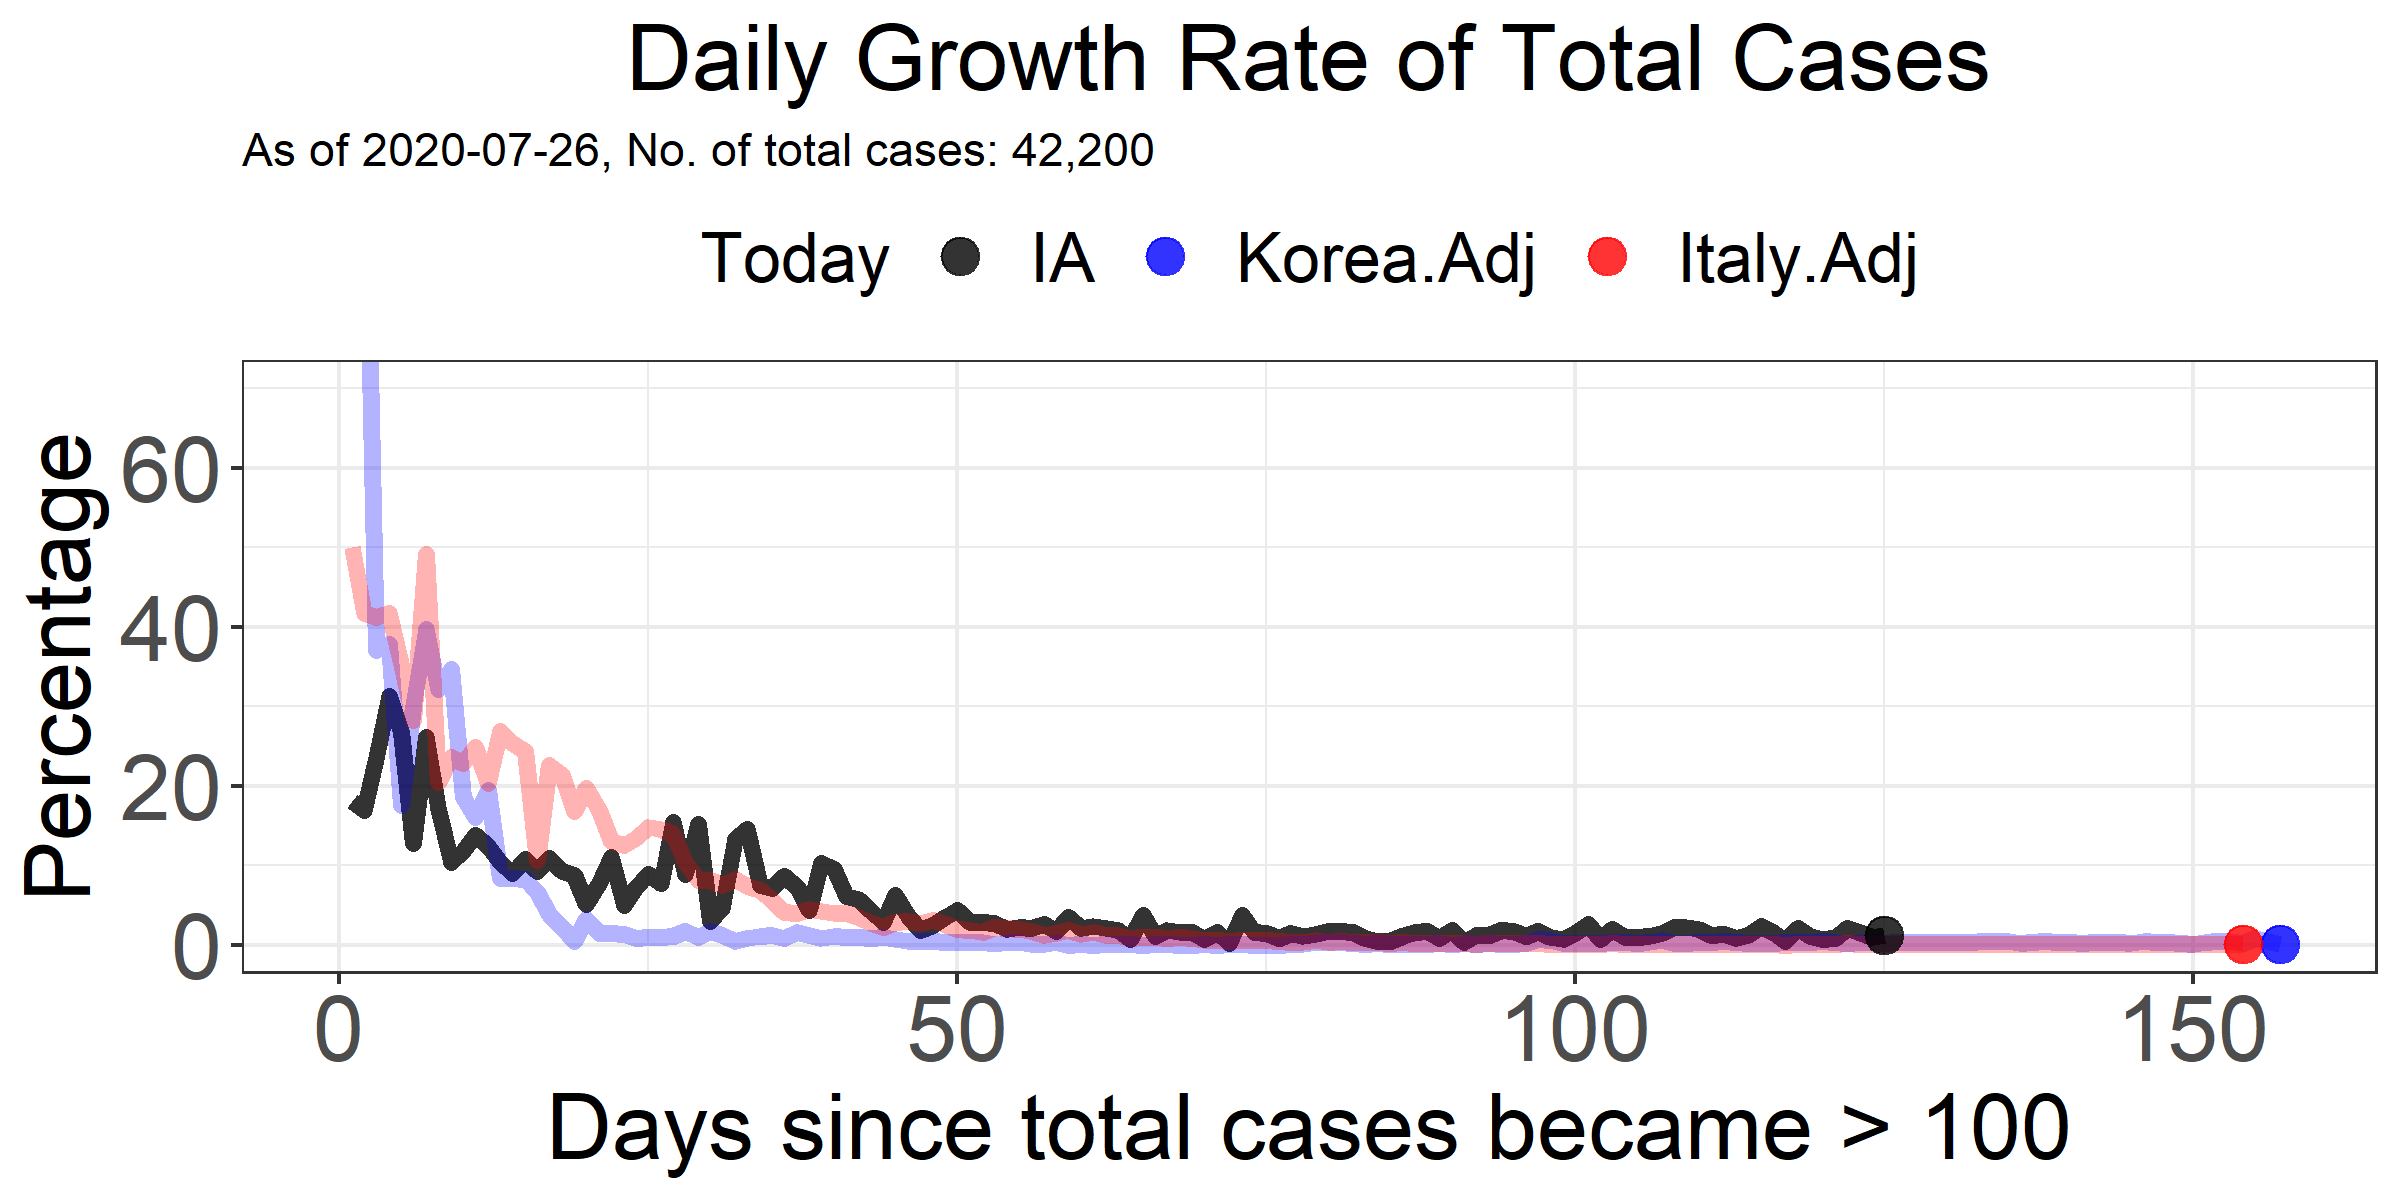 Daily Growth Rate of Total Cases
As of 2020-07-26, No. of total cases: 42,200
Today IA Korea.Adj Italy.Adj
Percentage
60
40
20
0
0 50 100 150
Days since total cases became > 100